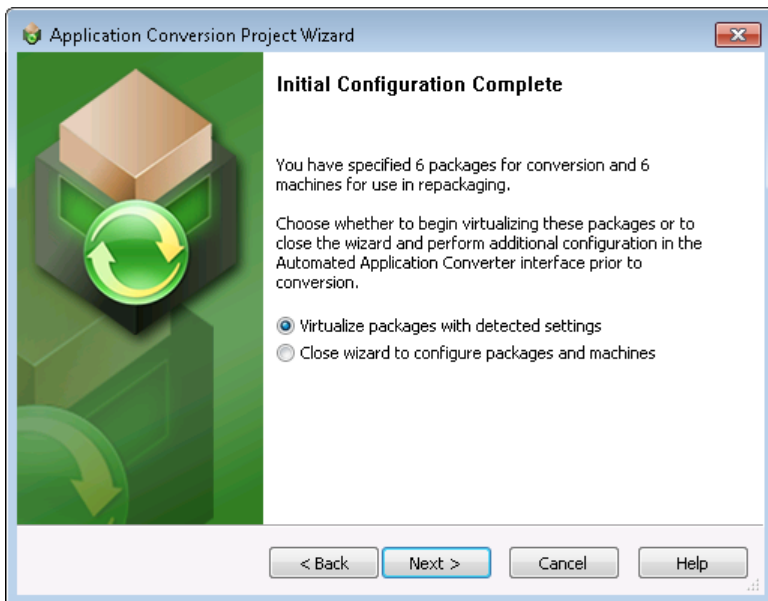 Application Conversion Project Wizard
Initial Configuration Complete
You have specified 6 packages for conversion and 6
machines for use in repackaging.
Choose whether to begin virtualizing these packages or to
close the wizard and perform additional configuration in the
Automated Application Converter interface prior to
conversion.
Virtualize packages with detected settings
Close wizard to configure packages and machines
< Back Next > Cancel Help